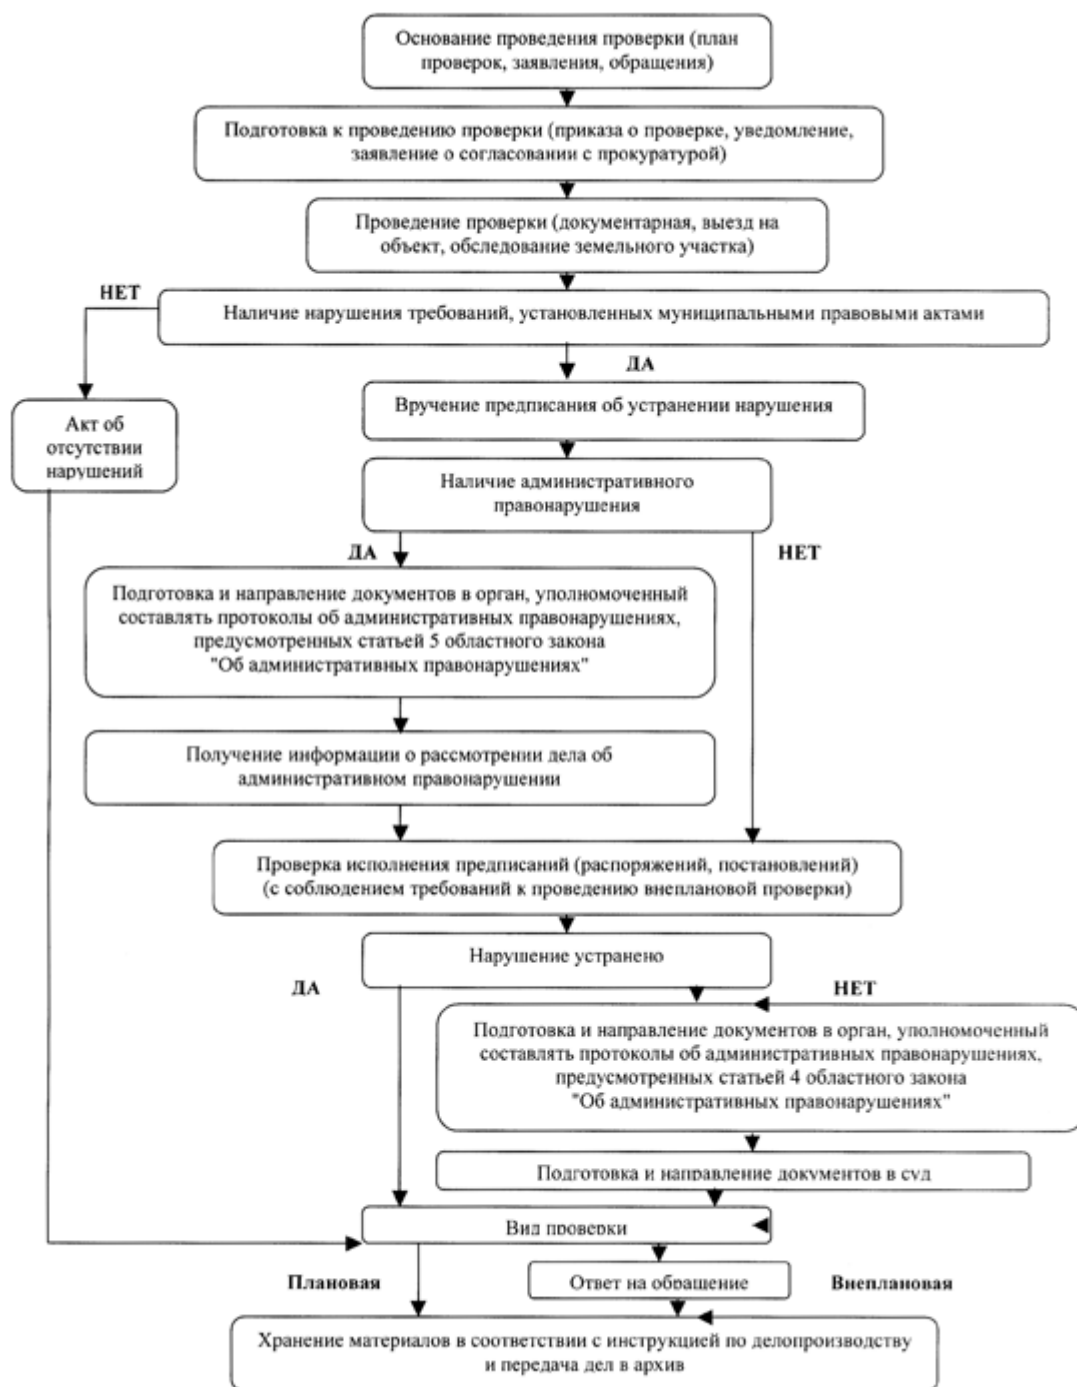 Основание проведения проверки (план
проверок, заявления, обращения)
Подготовка к проведению проверки (приказа о проверке, уведомление,
заявление о согласовании с прокуратурой)
Проведение проверки (документарная, выезд на
объект, обследование земельного участка)
НЕТ
Наличие нарушения требований, установленных муниципальными правовыми актами
ДА
Вручение предписания об устранении нарушения
Акт об
отсутствии
нарушений
Наличие административного
правонарушения
ДА
НЕТ
Подготовка и направление документов в орган, уполномоченный
составлять протоколы об административных правонарушениях,
предусмотренных статьей 5 областного закона
"Об административных правонарушениях"
Получение информации о рассмотрении дела об
административном правонарушении
Проверка исполнения предписаний (распоряжений, постановлений)
(с соблюдением требований к проведению внеплановой проверки)
Нарушение устранено
ДА
НЕТ
Подготовка и направление документов в орган, уполномоченный
составлять протоколы об административных правонарушениях,
предусмотренных статьей 4 областного закона
"Об административных правонарушениях"
Подготовка и направление документов в суд
Вид проверки
Плановая
Ответ на обращение
Внеплановая
Хранение материалов в соответствии с инструкцией по делопроизводству
и передача дел в архив